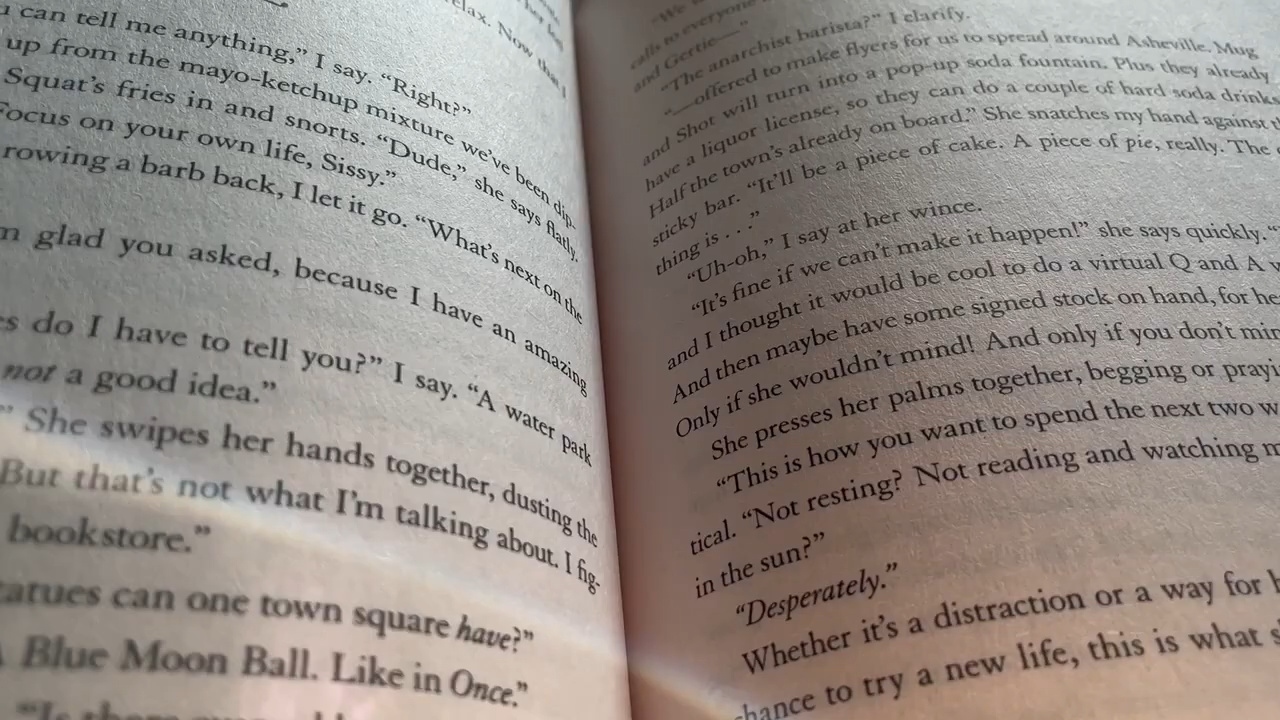 elax. Now that I
can tell me anything," I say. "Right?"
up from the mayo-ketchup mixture we've been dip-
Squat's fries in and snorts. "Dude," she says flatly.
Focus on your own life, Sissy."
rowing a barb back, I let it go. "What's next on the
m glad you asked, because I have an amazing
es do I have to tell you?" I say. "A water park
not a good idea."
" She swipes her hands together, dusting the
But that's not what I'm talking about. I fig-
bookstore."
atues can one town square have?"
Blue Moon Ball. Like in Once."
"We
calls to everyone
and Gertie—"
"The anarchist barista?" I clarify.
"—offered to make flyers for us to spread around Asheville. Mug
and Shot will turn into a pop-up soda fountain. Plus they already
have a liquor license, so they can do a couple of hard soda drinks.
Half the town's already on board." She snatches my hand against
sticky bar. "It'll be a piece of cake. A piece of pie, really. The
thing is . . ."
"Uh-oh," I say at her wince.
"It's fine if we can't make it happen!" she says quickly. "
and I thought it would be cool to do a virtual Q and A w
And then maybe have some signed stock on hand, for he
Only if she wouldn't mind! And only if you don't min
She presses her palms together, begging or prayi
"This is how you want to spend the next two w
tical. "Not resting? Not reading and watching m
in the sun?"
"Desperately."
Whether it's a distraction or a way for h
chance to try a new life, this is what s